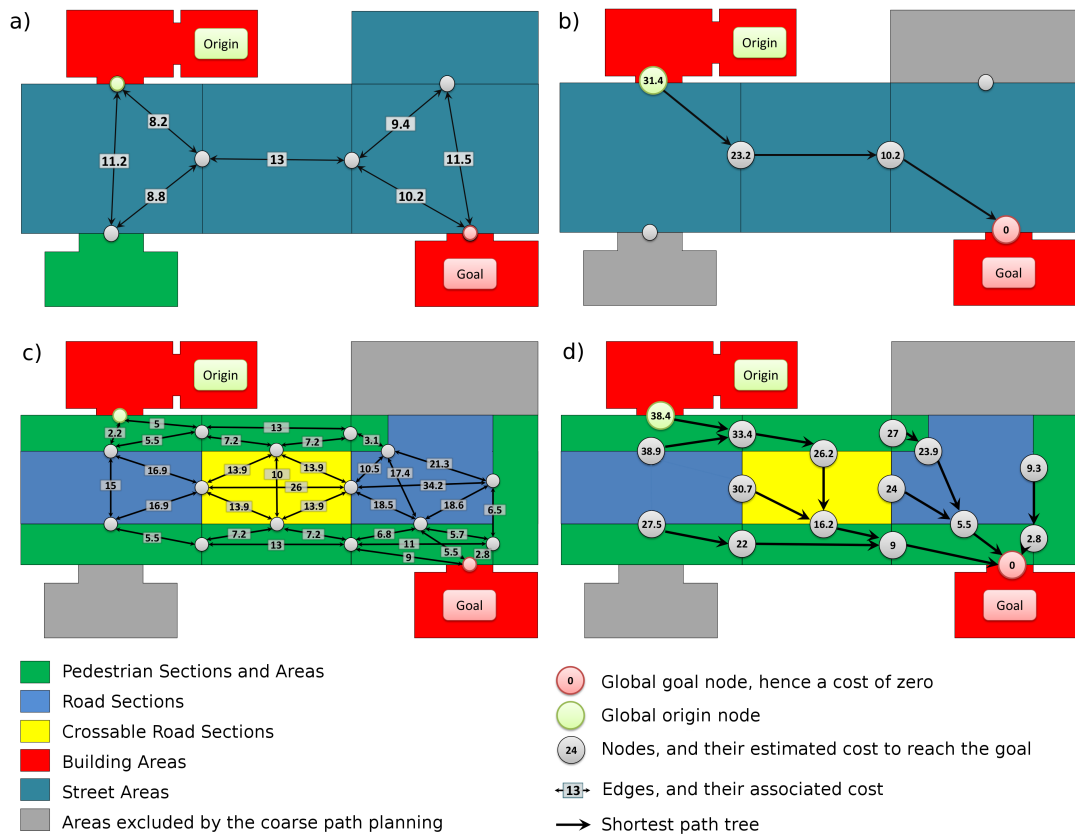 a)
Origin
8.2
11.2
8.8
13
9.4
11.5
10.2
Goal
b)
Origin
31.4
23.2
10.2
0
Goal
c)
Origin
2.2
5
5.5
13
7.2
7.2
3.1
16.9
13.9
13.9
10
10.5
17.4
21.3
15
26
34.2
16.9
13.9
13.9
18.5
18.6
6.5
5.5
7.2
7.2
6.8
5.7
13
11
9
5.5
2.8
Goal
d)
Origin
38.4
33.4
27
38.9
26.2
23.9
9.3
30.7
24
27.5
16.2
5.5
22
9
2.8
0
Goal
Pedestrian Sections and Areas
Road Sections
Crossable Road Sections
Building Areas
Street Areas
Areas excluded by the coarse path planning
0
Global goal node, hence a cost of zero
Global origin node
24
Nodes, and their estimated cost to reach the goal
13
Edges, and their associated cost
Shortest path tree